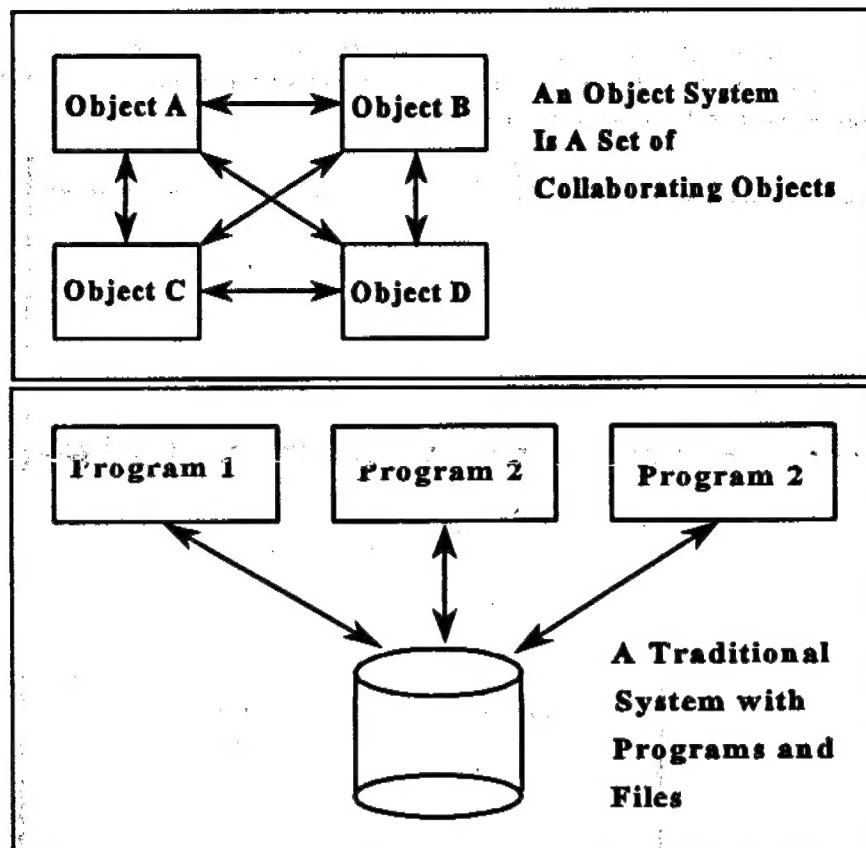 Object A
Object B
An Object System
Is A Set of
Collaborating Objects
Object C
Object D
Program 1
Program 2
Program 2
A Traditional
System with
Programs and
Files